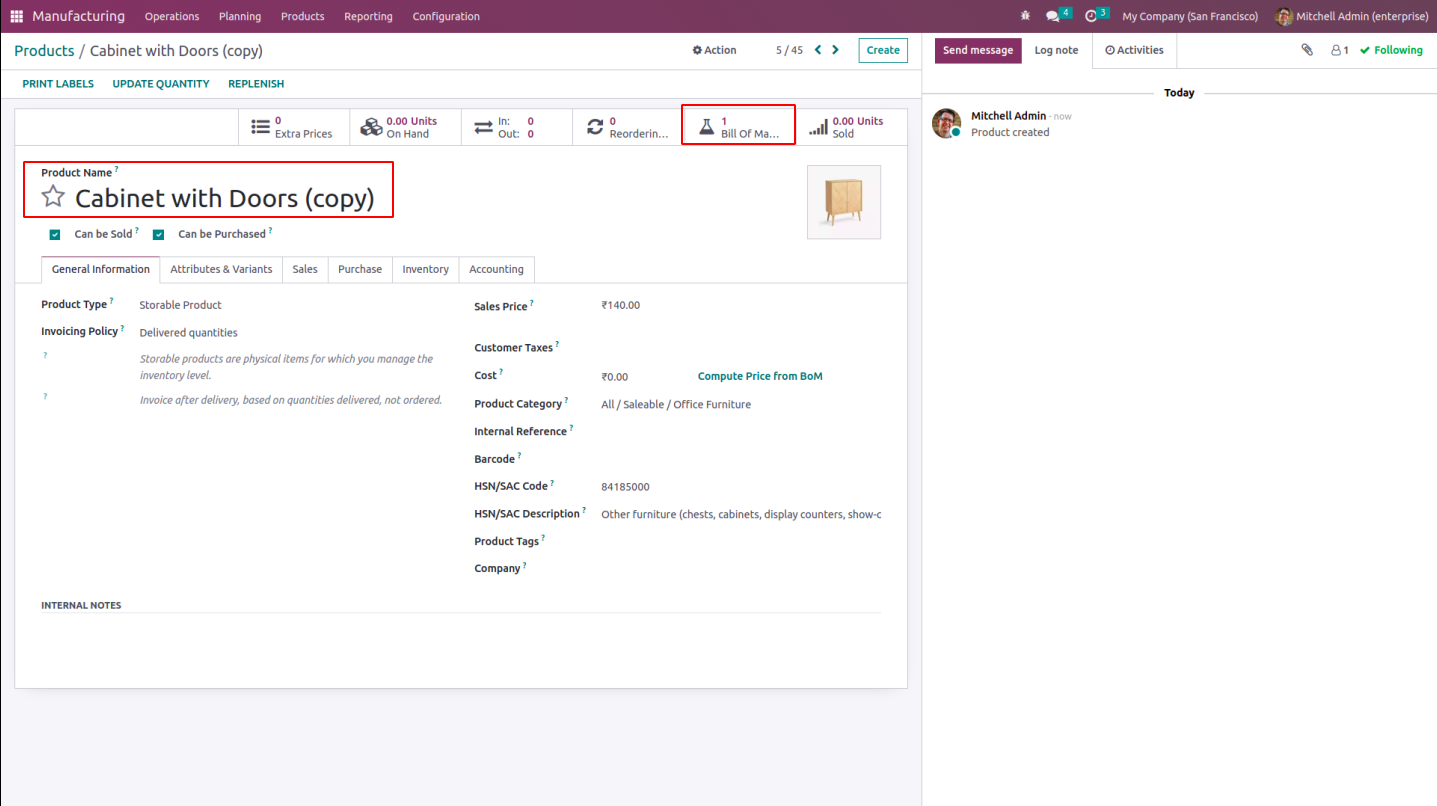 Manufacturing Operations Planning Products Reporting Configuration 4 3 My Company (San Francisco) Mitchell Admin (enterprise)
Products / Cabinet with Doors (copy) Action 5 / 45 Create
PRINT LABELS UPDATE QUANTITY REPLENISH
0
Extra Prices
0.00 Units
On Hand
In: 0
Out: 0
0
Reorderin...
1
Bill Of Ma...
0.00 Units
Sold
Product Name ?
Cabinet with Doors (copy)
Can be Sold ? Can be Purchased ?
General Information Attributes & Variants Sales Purchase Inventory Accounting
Product Type ? Storable Product
Invoicing Policy ? Delivered quantities
? Storable products are physical items for which you manage the
inventory level.
? Invoice after delivery, based on quantities delivered, not ordered.
Sales Price ? ₹140.00
Customer Taxes ?
Cost ? ₹0.00 Compute Price from BoM
Product Category ? All / Saleable / Office Furniture
Internal Reference ?
Barcode ?
HSN/SAC Code ? 84185000
HSN/SAC Description ? Other furniture (chests, cabinets, display counters, show-c
Product Tags ?
Company ?
INTERNAL NOTES
Send message Log note Activities 1 Following
Today
Mitchell Admin - now
Product created